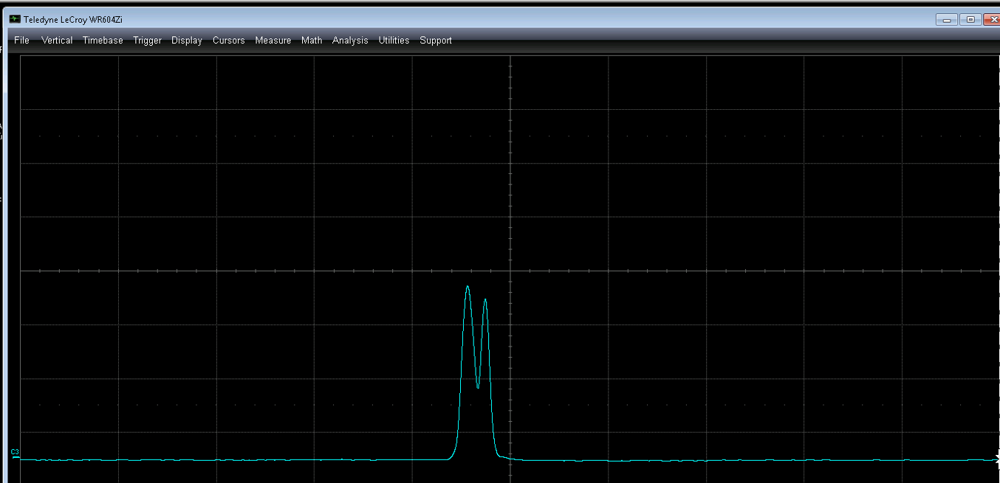 Teledyne LeCroy WR604Zi
File Vertical Timebase Trigger Display Cursors Measure Math Analysis Utilities Support
C3